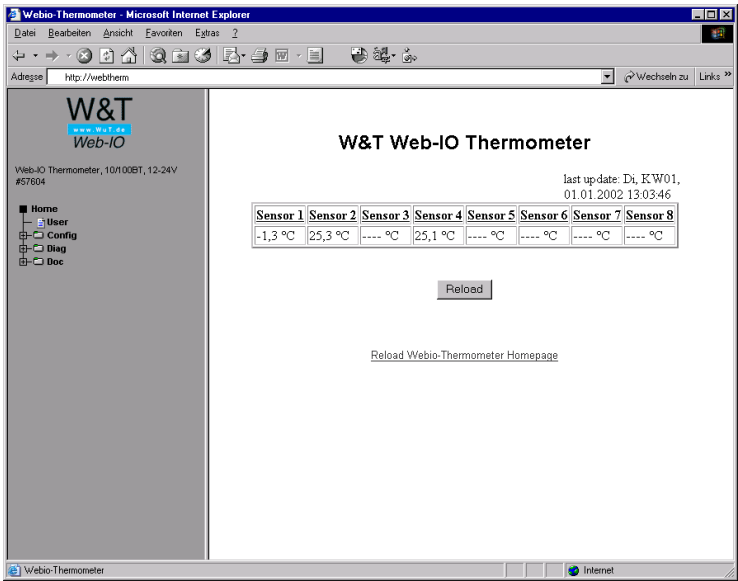 Webio-Thermometer - Microsoft Internet Explorer
Datei Bearbeiten Ansicht Favoriten Extras ?
Adresse http://webtherm Wechseln zu Links »
W&T
www.WuT.de
Web-IO
Web-IO Thermometer, 10/100BT, 12-24V
#57604
Home
User
Config
Diag
Doc
W&T Web-IO Thermometer
last update: Di, KW01,
01.01.2002 13:03:46
Sensor 1 Sensor 2 Sensor 3 Sensor 4 Sensor 5 Sensor 6 Sensor 7 Sensor 8
-1,3 °C 25,3 °C ---- °C 25,1 °C ---- °C ---- °C ---- °C ---- °C
Reload
Reload Webio-Thermometer Homepage
Webio-Thermometer Internet